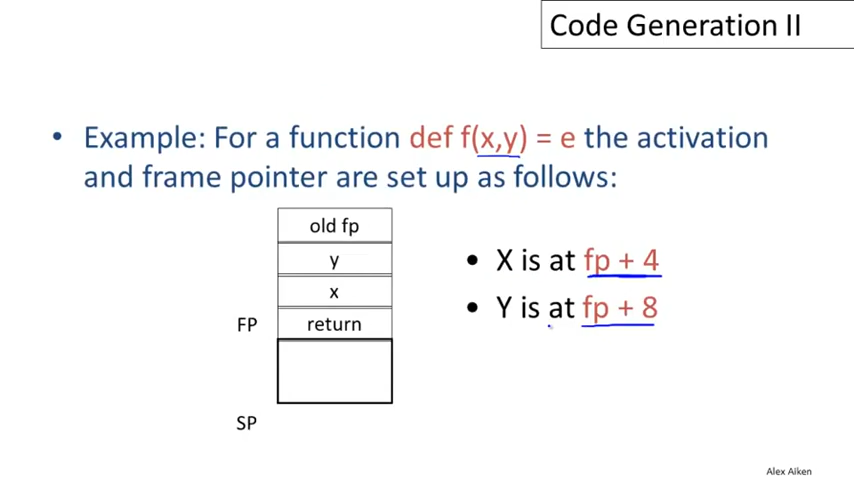 Code Generation II
• Example: For a function def f(x,y) = e the activation
and frame pointer are set up as follows:
old fp
y
x
FP return
SP
• X is at fp + 4
• Y is at fp + 8
Alex Aiken